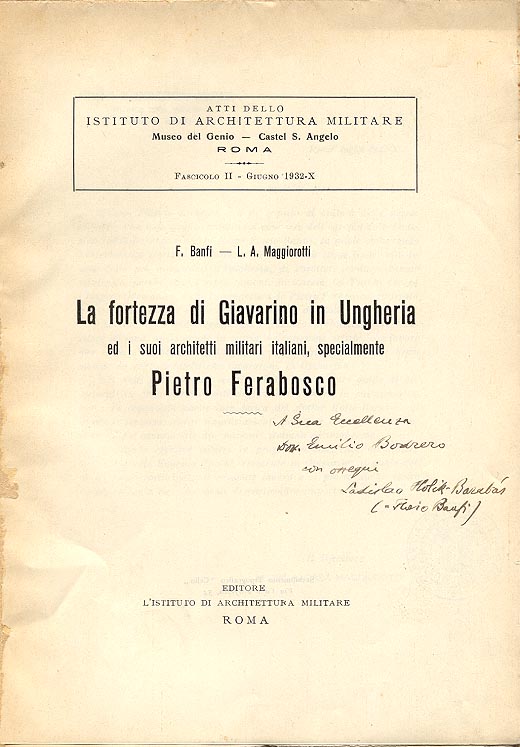 ATTI DELLO
ISTITUTO DI ARCHITETTURA MILITARE
Museo del Genio — Castel S. Angelo
ROMA
FASCICOLO II - GIUGNO 1932-X
F. Banfi — L. A. Maggiorotti
La fortezza di Giavarino in Ungheria
ed i suoi architetti militari italiani, specialmente
Pietro Ferabosco
A Sua Eccellenza
Emilio Bodrero
con ossequi
Ladislao Holik-Barabás
(= Florio Banfi)
EDITORE
L'ISTITUTO DI ARCHITETTURA MILITARE
ROMA